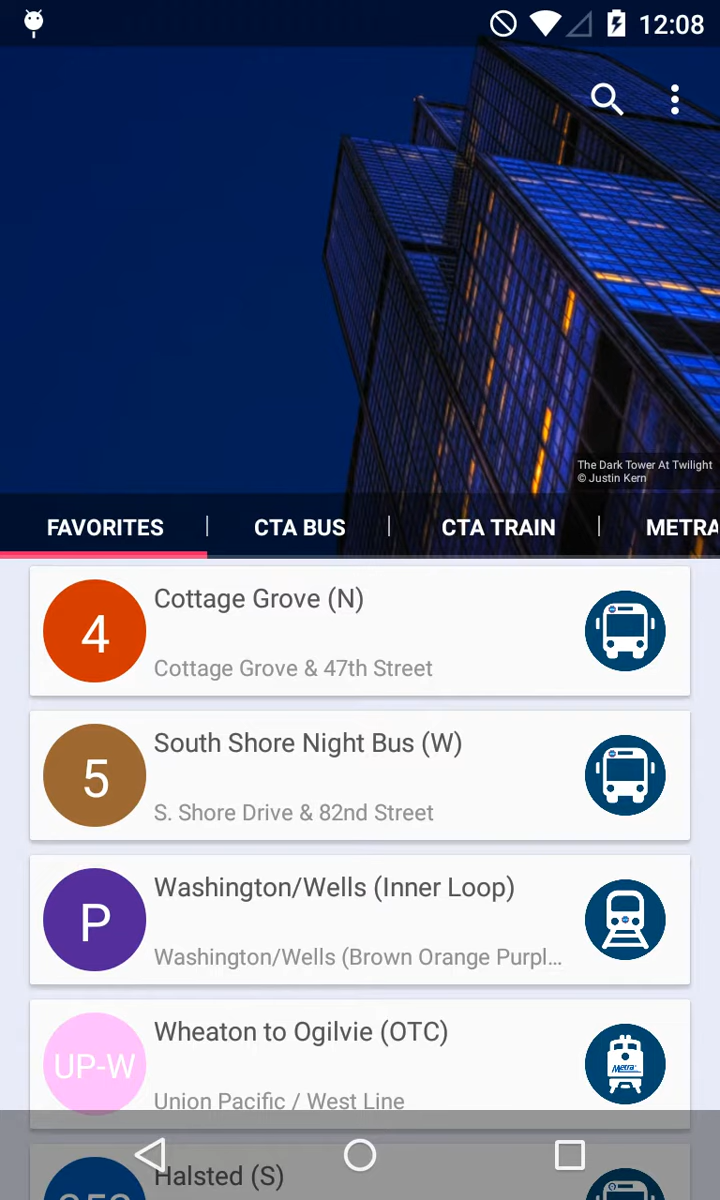 12:08
The Dark Tower At Twilight
© Justin Kern
FAVORITES | CTA BUS | CTA TRAIN | METRA
4
Cottage Grove (N)
Cottage Grove & 47th Street
5
South Shore Night Bus (W)
S. Shore Drive & 82nd Street
P
Washington/Wells (Inner Loop)
Washington/Wells (Brown Orange Purpl...
UP-W
Wheaton to Ogilvie (OTC)
Metra
Union Pacific / West Line
Halsted (S)